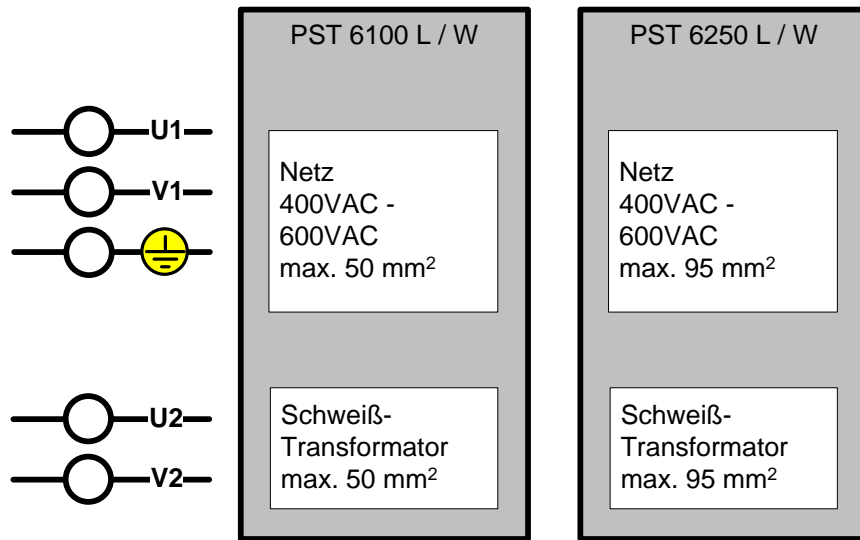 PST 6100 L / W
PST 6250 L / W
U1
V1
U2
V2
Netz
400VAC -
600VAC
max. 50 mm²
Netz
400VAC -
600VAC
max. 95 mm²
Schweiß-
Transformator
max. 50 mm²
Schweiß-
Transformator
max. 95 mm²